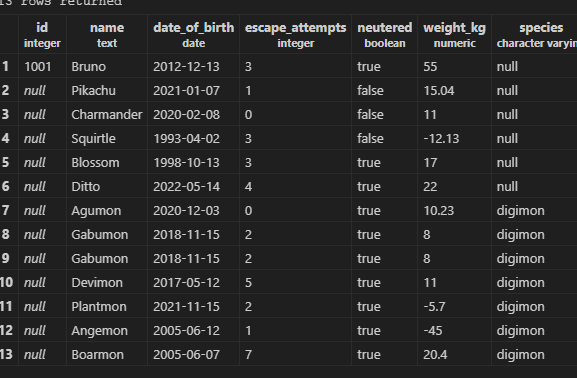 13 rows returned
id name date_of_birth escape_attempts neutered weight_kg species
integer text date integer boolean numeric character varyin
1 1001 Bruno 2012-12-13 3 true 55 null
2 null Pikachu 2021-01-07 1 false 15.04 null
3 null Charmander 2020-02-08 0 false 11 null
4 null Squirtle 1993-04-02 3 false -12.13 null
5 null Blossom 1998-10-13 3 true 17 null
6 null Ditto 2022-05-14 4 true 22 null
7 null Agumon 2020-12-03 0 true 10.23 digimon
8 null Gabumon 2018-11-15 2 true 8 digimon
9 null Gabumon 2018-11-15 2 true 8 digimon
10 null Devimon 2017-05-12 5 true 11 digimon
11 null Plantmon 2021-11-15 2 true -5.7 digimon
12 null Angemon 2005-06-12 1 true -45 digimon
13 null Boarmon 2005-06-07 7 true 20.4 digimon